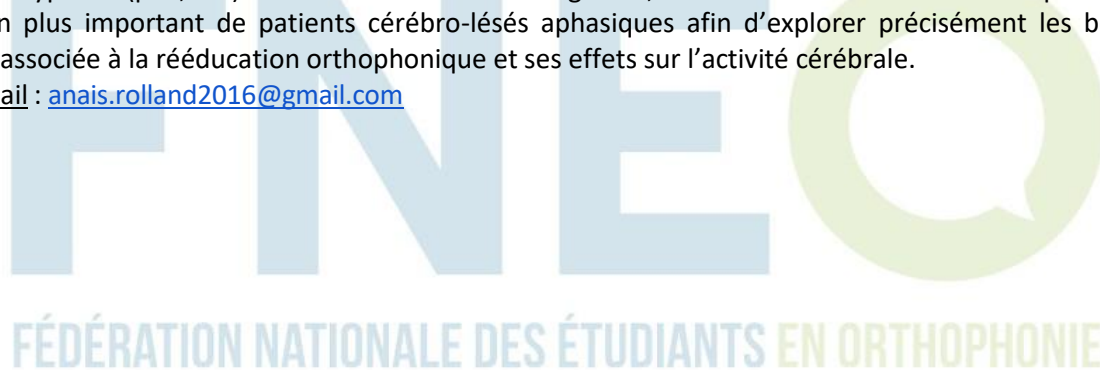 n plus important de patients cérébro-lésés aphasiques afin d'explorer précisément les b
associée à la rééducation orthophonique et ses effets sur l'activité cérébrale.
ail : anais.rolland2016@gmail.com
FNEO
FÉDÉRATION NATIONALE DES ÉTUDIANTS EN ORTHOPHONIE